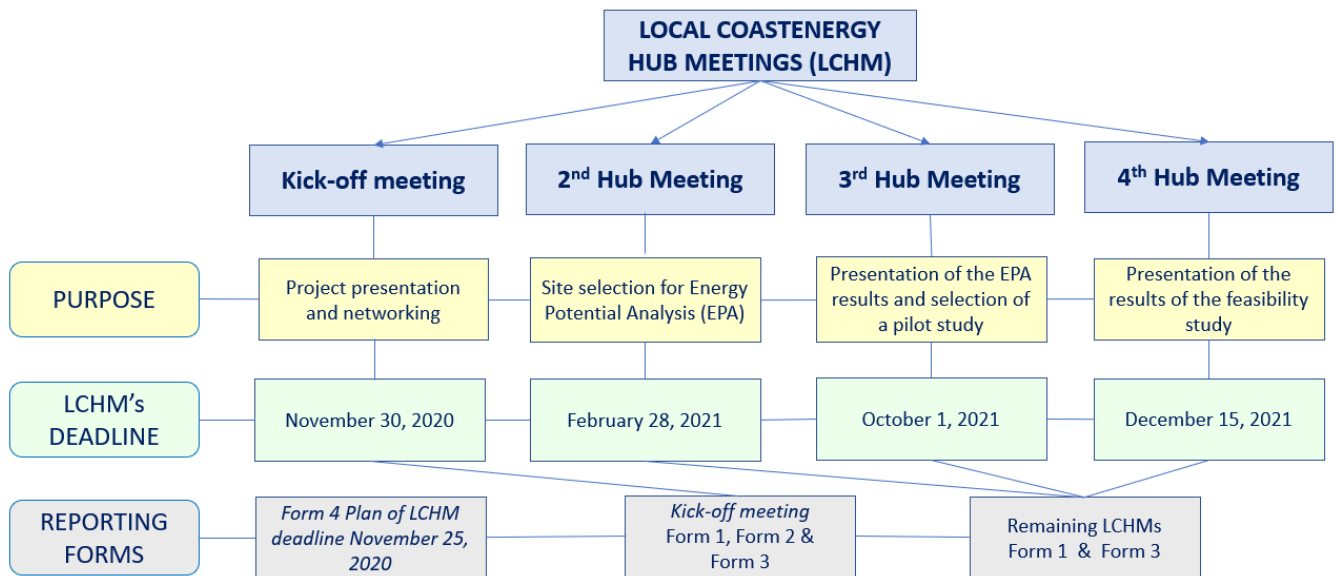 LOCAL COASTENERGY
HUB MEETINGS (LCHM)
Kick-off meeting
2nd Hub Meeting
3rd Hub Meeting
4th Hub Meeting
PURPOSE
Project presentation
and networking
Site selection for Energy
Potential Analysis (EPA)
Presentation of the EPA
results and selection of
a pilot study
Presentation of the
results of the feasibility
study
LCHM's
DEADLINE
November 30, 2020
February 28, 2021
October 1, 2021
December 15, 2021
REPORTING
FORMS
Form 4 Plan of LCHM
deadline November 25,
2020
Kick-off meeting
Form 1, Form 2 &
Form 3
Remaining LCHMs
Form 1 & Form 3